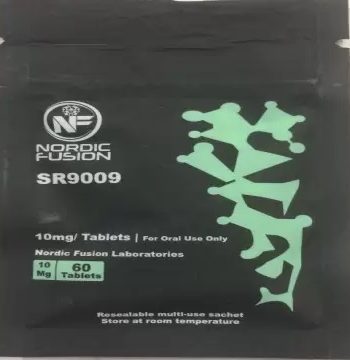 NF
NORDIC
FUSION
SR9009
10mg/ Tablets | For Oral Use Only
Nordic Fusion Laboratories
10 Mg 60 Tablets
Resealable multi-use sachet
Store at room temperature